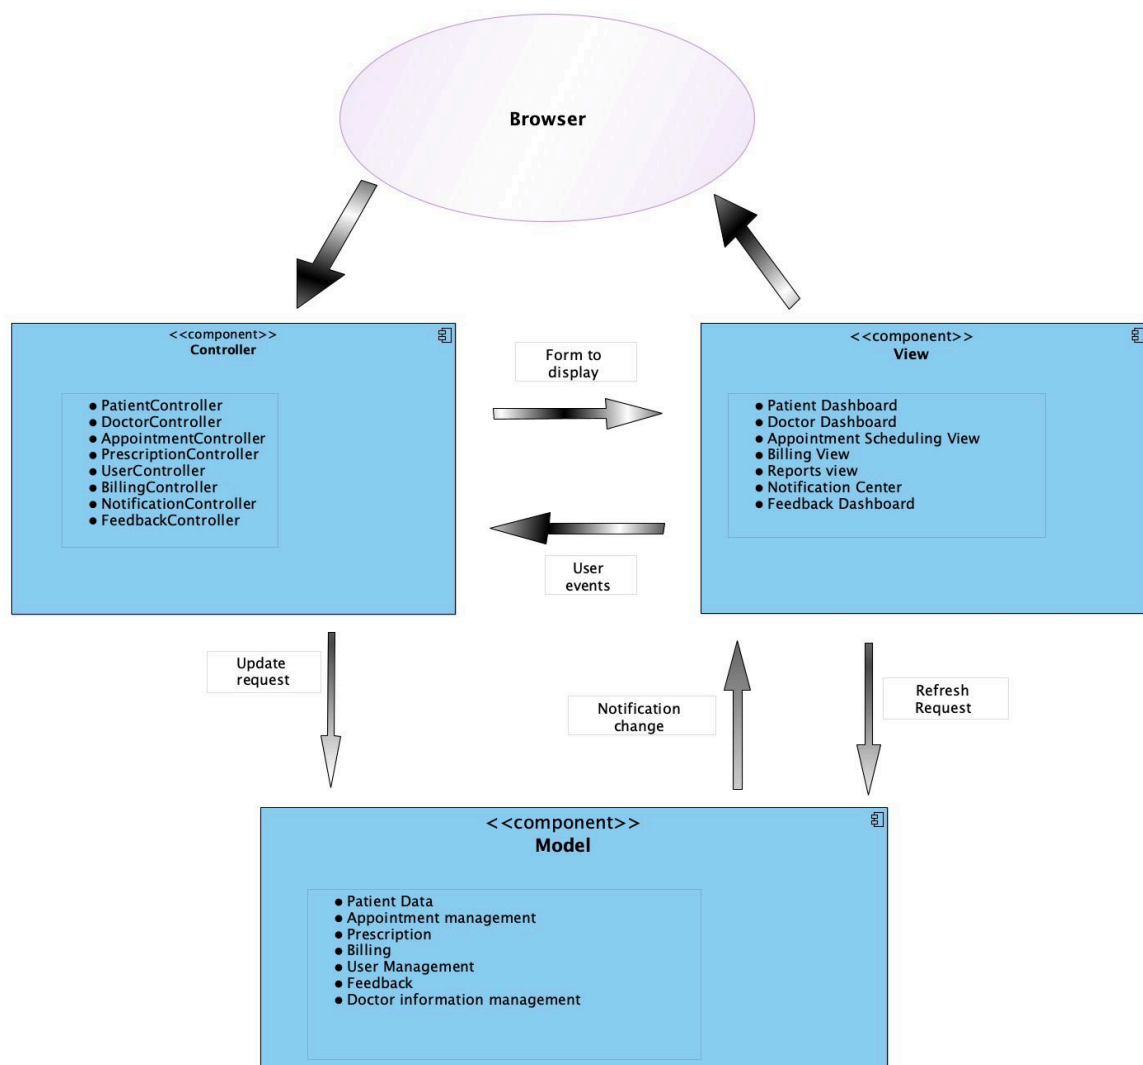 Browser
<<component>>
Controller
● PatientController
● DoctorController
● AppointmentController
● PrescriptionController
● UserController
● BillingController
● NotificationController
● FeedbackController
Form to
display
User
events
<<component>>
View
● Patient Dashboard
● Doctor Dashboard
● Appointment Scheduling View
● Billing View
● Reports view
● Notification Center
● Feedback Dashboard
Update
request
Notification
change
Refresh
Request
<<component>>
Model
● Patient Data
● Appointment management
● Prescription
● Billing
● User Management
● Feedback
● Doctor information management